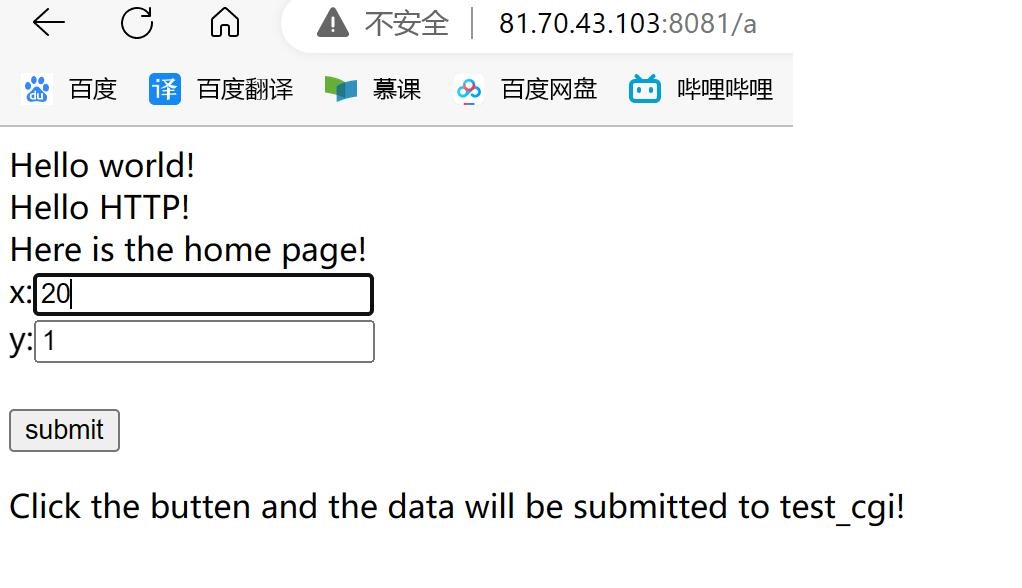 不安全 81.70.43.103:8081/a
du 百度 译 百度翻译 慕课 百度网盘 哔哩哔哩
Hello world!
Hello HTTP!
Here is the home page!
x:20
y:1
submit
Click the butten and the data will be submitted to test_cgi!